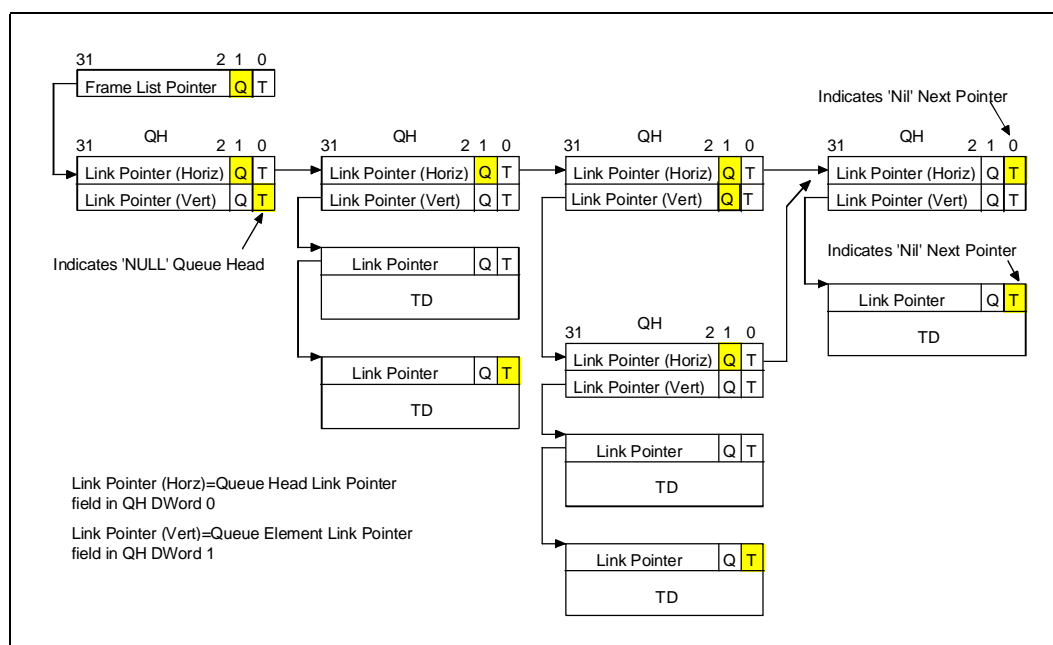 31 2 1 0
Frame List Pointer Q T
Indicates 'Nil' Next Pointer
QH
31 2 1 0
Link Pointer (Horiz) Q T
Link Pointer (Vert) Q T
Indicates 'NULL' Queue Head
QH
31 2 1 0
Link Pointer (Horiz) Q T
Link Pointer (Vert) Q T
Link Pointer Q T
TD
Link Pointer Q T
TD
QH
31 2 1 0
Link Pointer (Horiz) Q T
Link Pointer (Vert) Q T
QH
31 2 1 0
Link Pointer (Horiz) Q T
Link Pointer (Vert) Q T
Link Pointer Q T
TD
Link Pointer Q T
TD
QH
31 2 1 0
Link Pointer (Horiz) Q T
Link Pointer (Vert) Q T
Indicates 'Nil' Next Pointer
Link Pointer Q T
TD
Link Pointer (Horz)=Queue Head Link Pointer
field in QH DWord 0
Link Pointer (Vert)=Queue Element Link Pointer
field in QH DWord 1